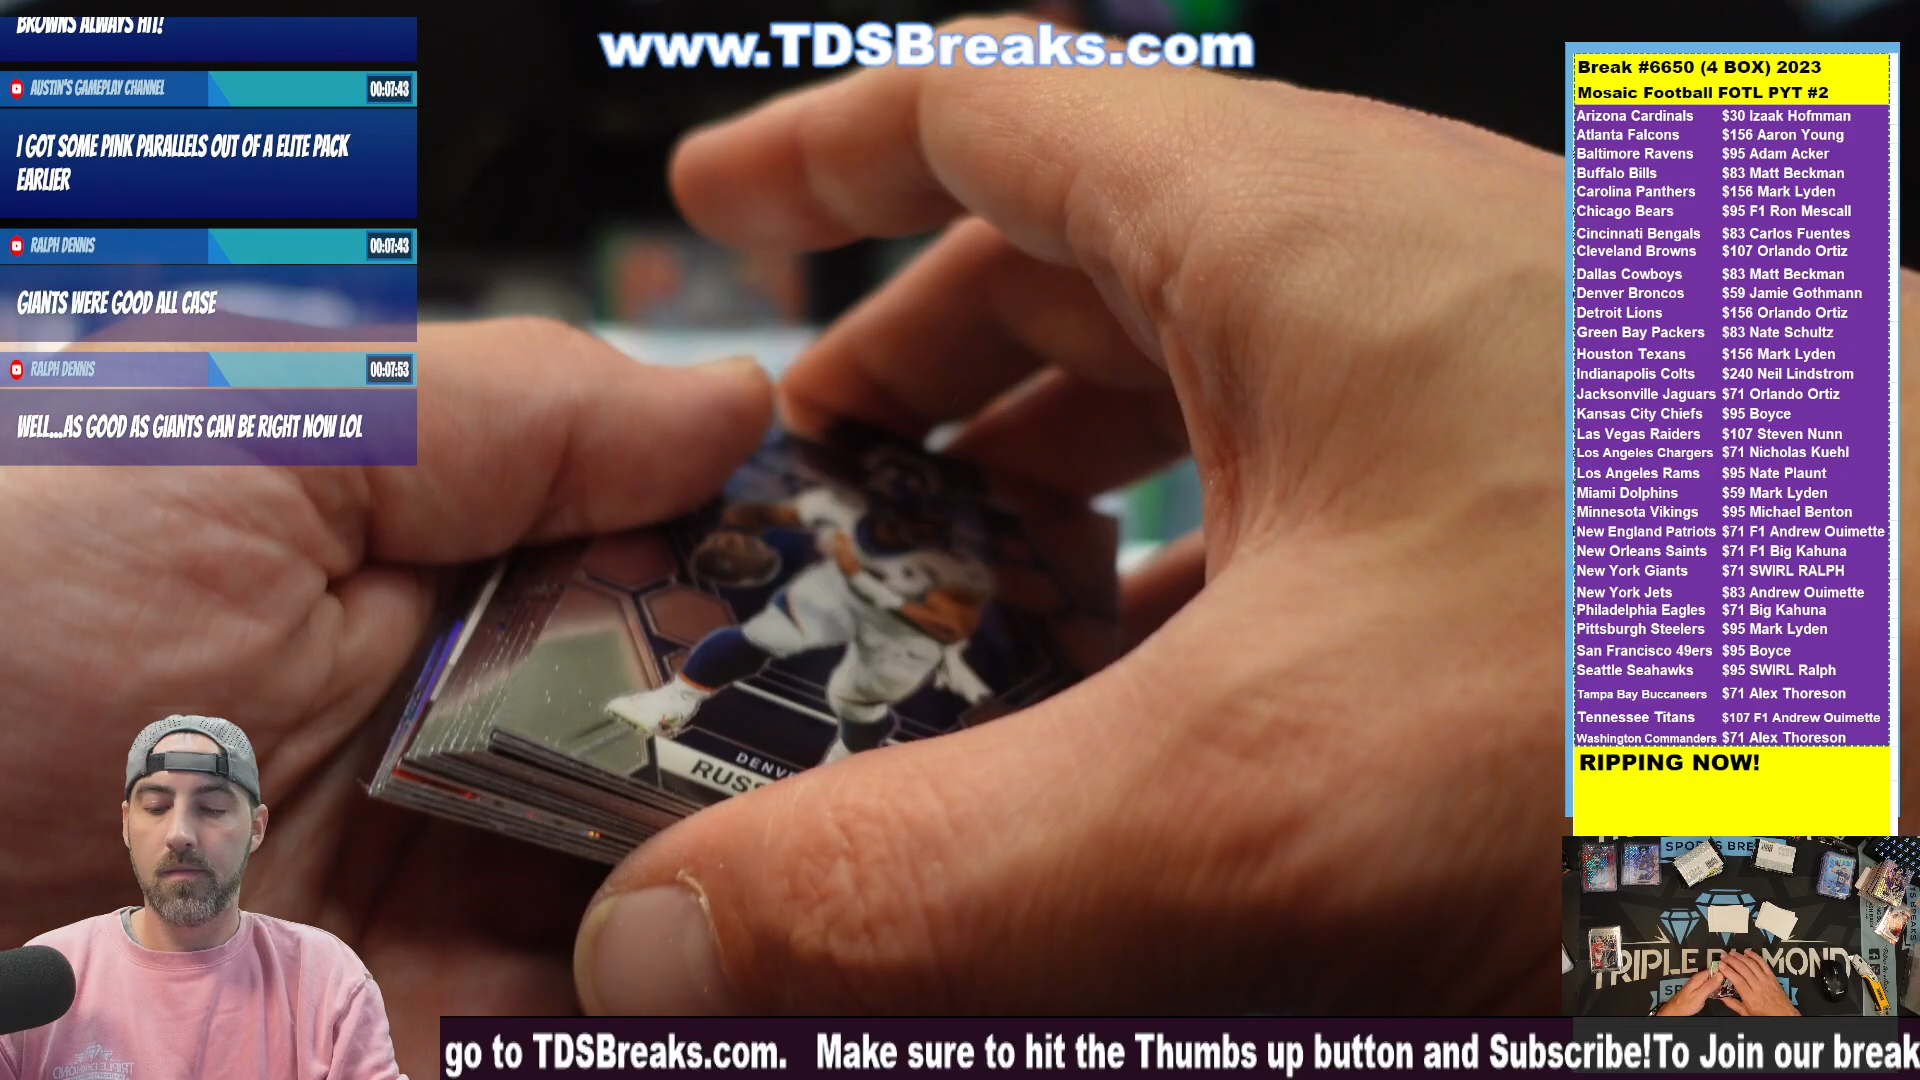 BROWNS ALWAYS HIT!
AUSTIN'S GAMEPLAY CHANNEL 00:07:43
I GOT SOME PINK PARALLELS OUT OF A ELITE PACK
EARLIER
RALPH DENNIS 00:07:43
GIANTS WERE GOOD ALL CASE
RALPH DENNIS 00:07:53
WELL...AS GOOD AS GIANTS CAN BE RIGHT NOW LOL
www.TDSBreaks.com
DENV
RUSS
Break #6650 (4 BOX) 2023
Mosaic Football FOTL PYT #2
Arizona Cardinals $30 Izaak Hofmman
Atlanta Falcons $156 Aaron Young
Baltimore Ravens $95 Adam Acker
Buffalo Bills $83 Matt Beckman
Carolina Panthers $156 Mark Lyden
Chicago Bears $95 F1 Ron Mescall
Cincinnati Bengals $83 Carlos Fuentes
Cleveland Browns $107 Orlando Ortiz
Dallas Cowboys $83 Matt Beckman
Denver Broncos $59 Jamie Gothmann
Detroit Lions $156 Orlando Ortiz
Green Bay Packers $83 Nate Schultz
Houston Texans $156 Mark Lyden
Indianapolis Colts $240 Neil Lindstrom
Jacksonville Jaguars $71 Orlando Ortiz
Kansas City Chiefs $95 Boyce
Las Vegas Raiders $107 Steven Nunn
Los Angeles Chargers $71 Nicholas Kuehl
Los Angeles Rams $95 Nate Plaunt
Miami Dolphins $59 Mark Lyden
Minnesota Vikings $95 Michael Benton
New England Patriots $71 F1 Andrew Ouimette
New Orleans Saints $71 F1 Big Kahuna
New York Giants $71 SWIRL RALPH
New York Jets $83 Andrew Ouimette
Philadelphia Eagles $71 Big Kahuna
Pittsburgh Steelers $95 Mark Lyden
San Francisco 49ers $95 Boyce
Seattle Seahawks $95 SWIRL Ralph
Tampa Bay Buccaneers $71 Alex Thoreson
Tennessee Titans $107 F1 Andrew Ouimette
Washington Commanders $71 Alex Thoreson
RIPPING NOW!
TRIPLE DIAMOND
go to TDSBreaks.com. Make sure to hit the Thumbs up button and Subscribe!To Join our break